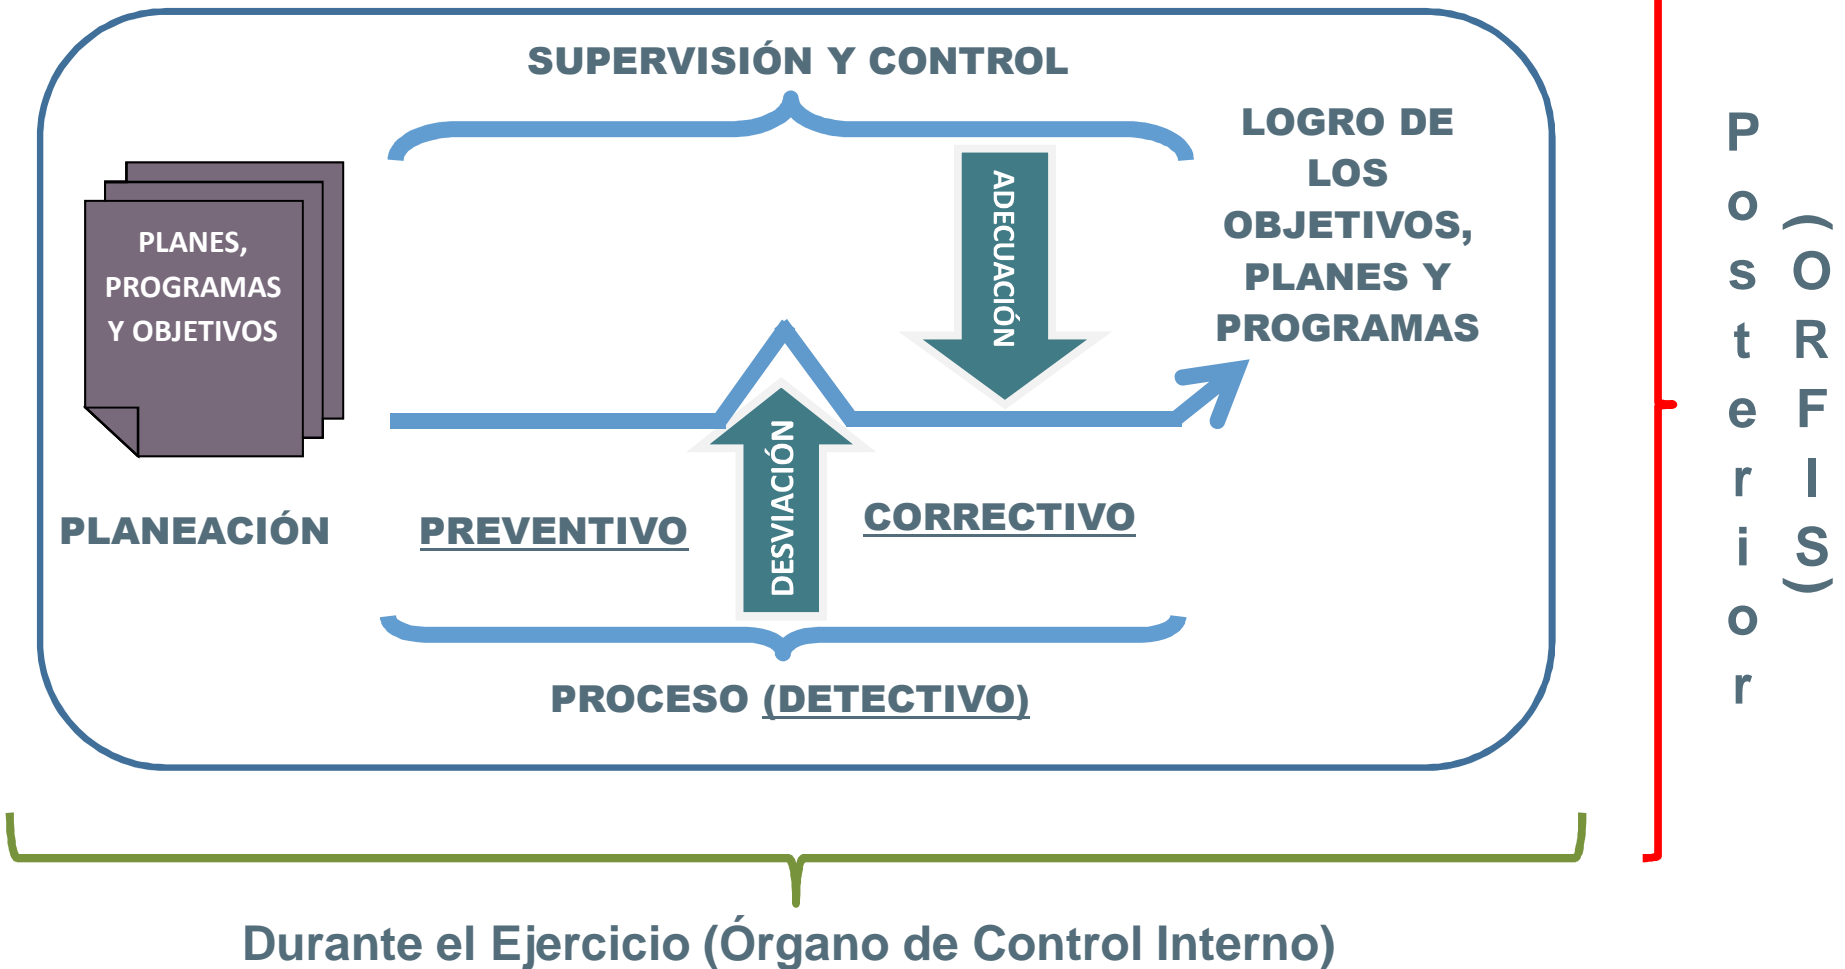 SUPERVISIÓN Y CONTROL
PLANES,
PROGRAMAS
Y OBJETIVOS
PLANEACIÓN
PREVENTIVO
DESVIACIÓN
ADECUACIÓN
CORRECTIVO
PROCESO (DETECTIVO)
LOGRO DE
LOS
OBJETIVOS,
PLANES Y
PROGRAMAS
Durante el Ejercicio (Órgano de Control Interno)
Posterior
(ORFIS)